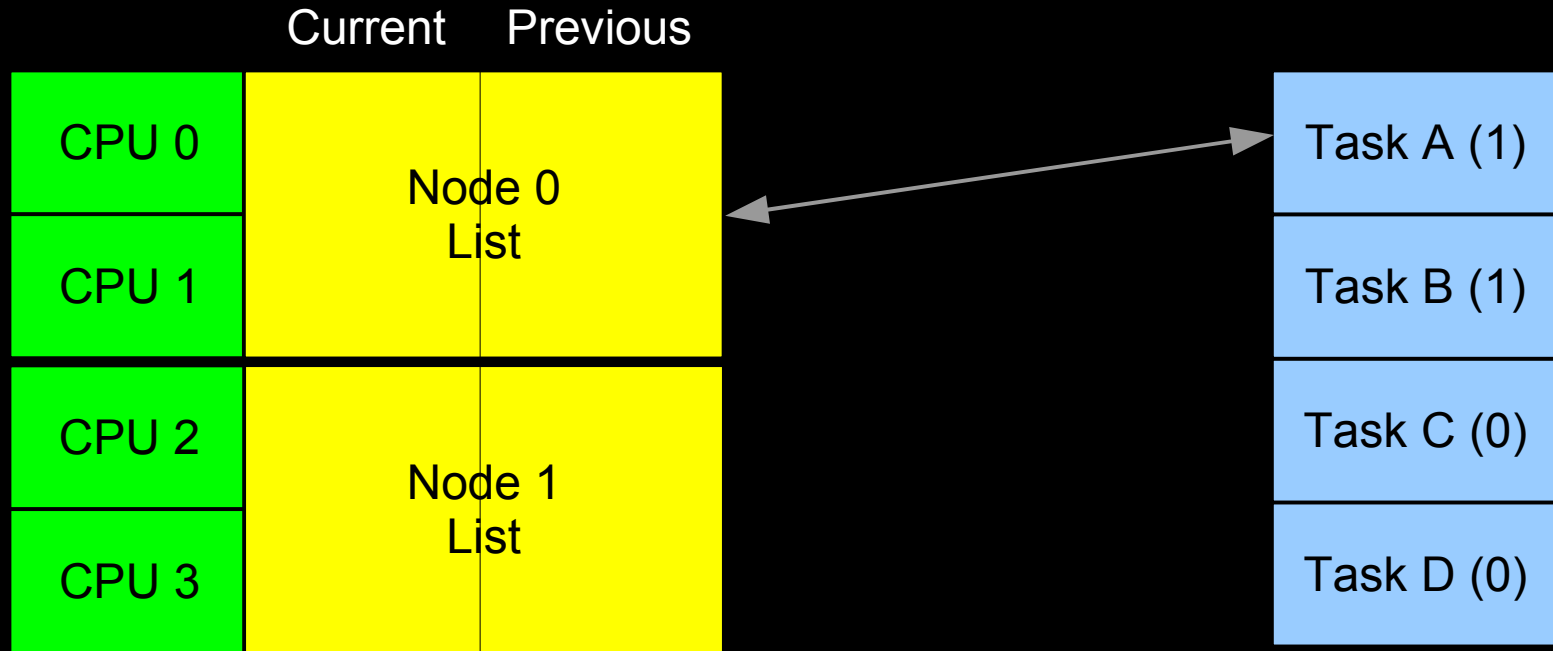 Current Previous
CPU 0
CPU 1
CPU 2
CPU 3
Node 0
List
Node 1
List
Task A (1)
Task B (1)
Task C (0)
Task D (0)